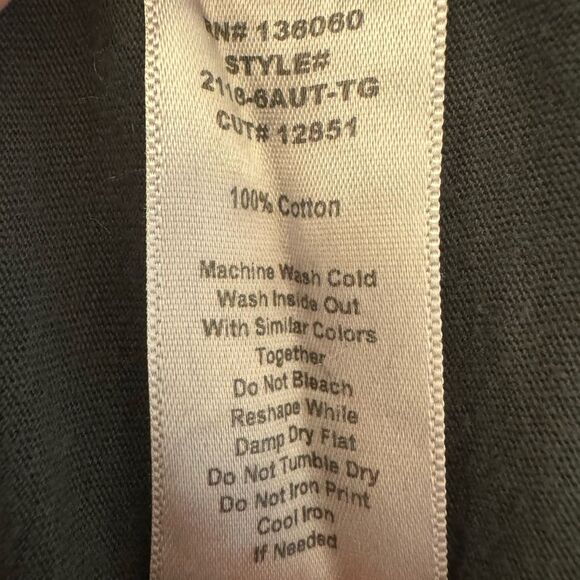 RN# 136060
STYLE#
2118-6AUT-TG
CUT# 12851
100% Cotton
Machine Wash Cold
Wash Inside Out
With Similar Colors
Together
Do Not Bleach
Reshape While
Damp Dry Flat
Do Not Tumble Dry
Do Not Iron Print
Cool Iron
If Needed